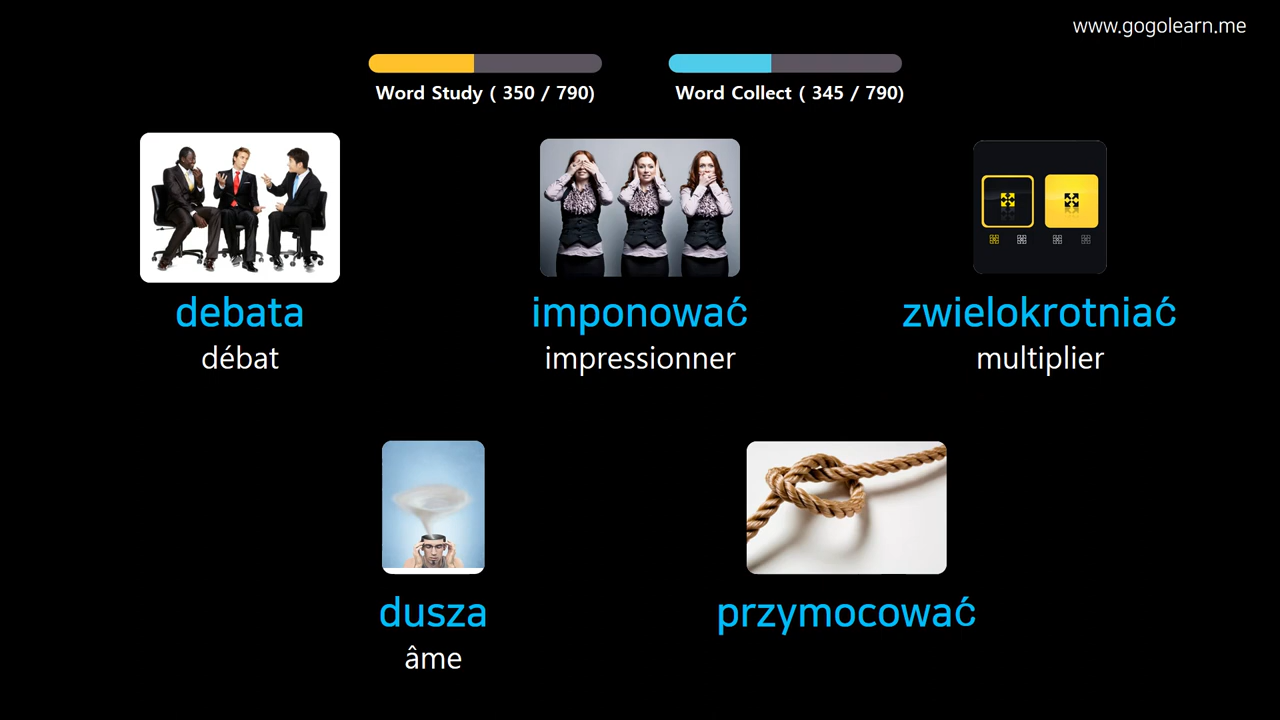 www.gogolearn.me
Word Study ( 350 / 790)
Word Collect ( 345 / 790)
debata
débat
imponować
impressionner
zwielokrotniać
multiplier
dusza
âme
przymocować